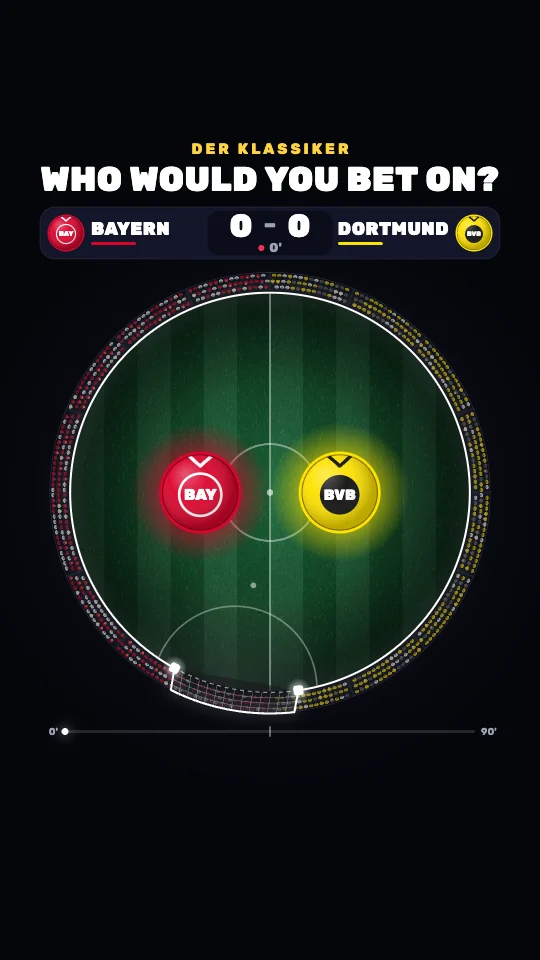 DER KLASSIKER
WHO WOULD YOU BET ON?
BAY BAYERN 0 - 0 DORTMUND BVB
0'
BAY BVB
0' 90'